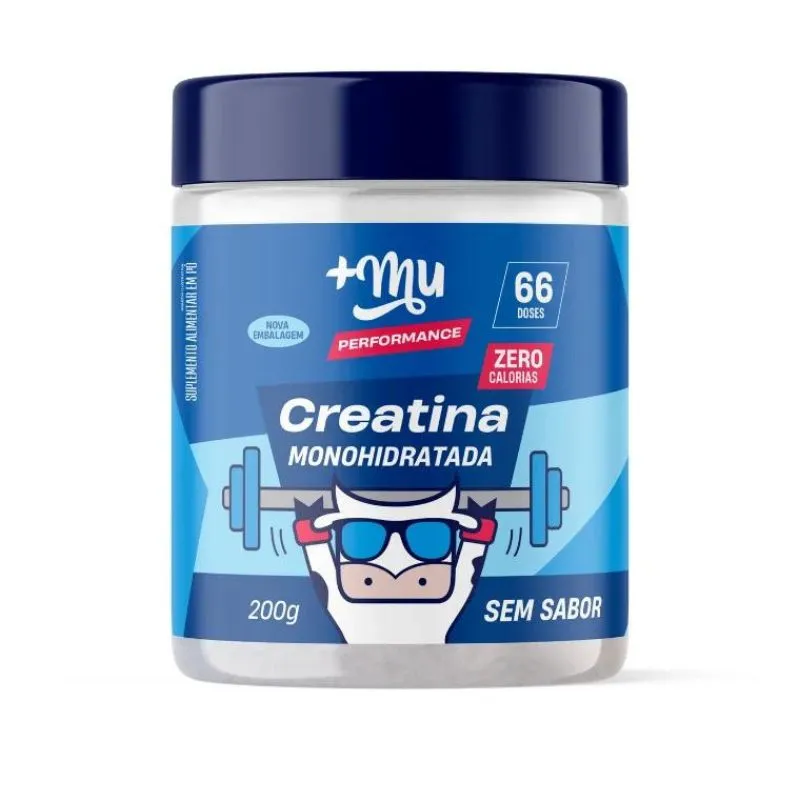 +Mu
PERFORMANCE
66
DOSES
NOVA
EMBALAGEM
ZERO
CALORIAS
SUPLEMENTO ALIMENTAR EM PÓ
Creatina
MONOHIDRATADA
200g
SEM SABOR